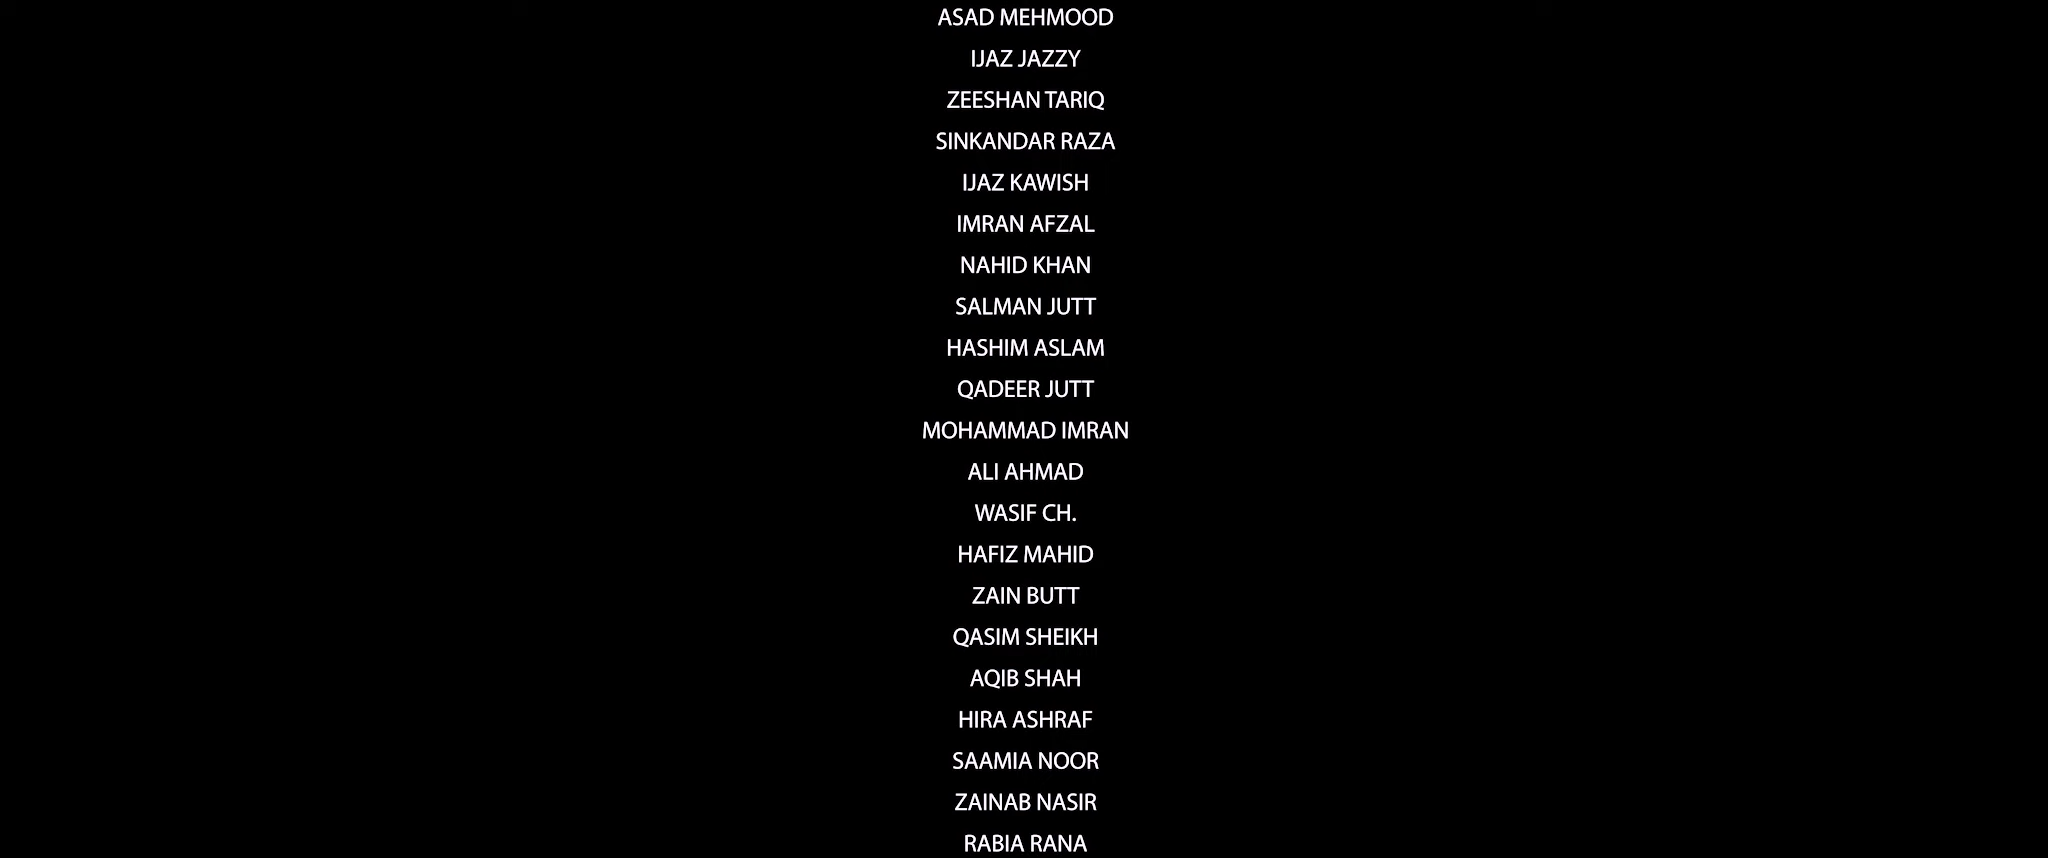 ASAD MEHMOOD
IJAZ JAZZY
ZEESHAN TARIQ
SINKANDAR RAZA
IJAZ KAWISH
IMRAN AFZAL
NAHID KHAN
SALMAN JUTT
HASHIM ASLAM
QADEER JUTT
MOHAMMAD IMRAN
ALI AHMAD
WASIF CH.
HAFIZ MAHID
ZAIN BUTT
QASIM SHEIKH
AQIB SHAH
HIRA ASHRAF
SAAMIA NOOR
ZAINAB NASIR
RABIA RANA